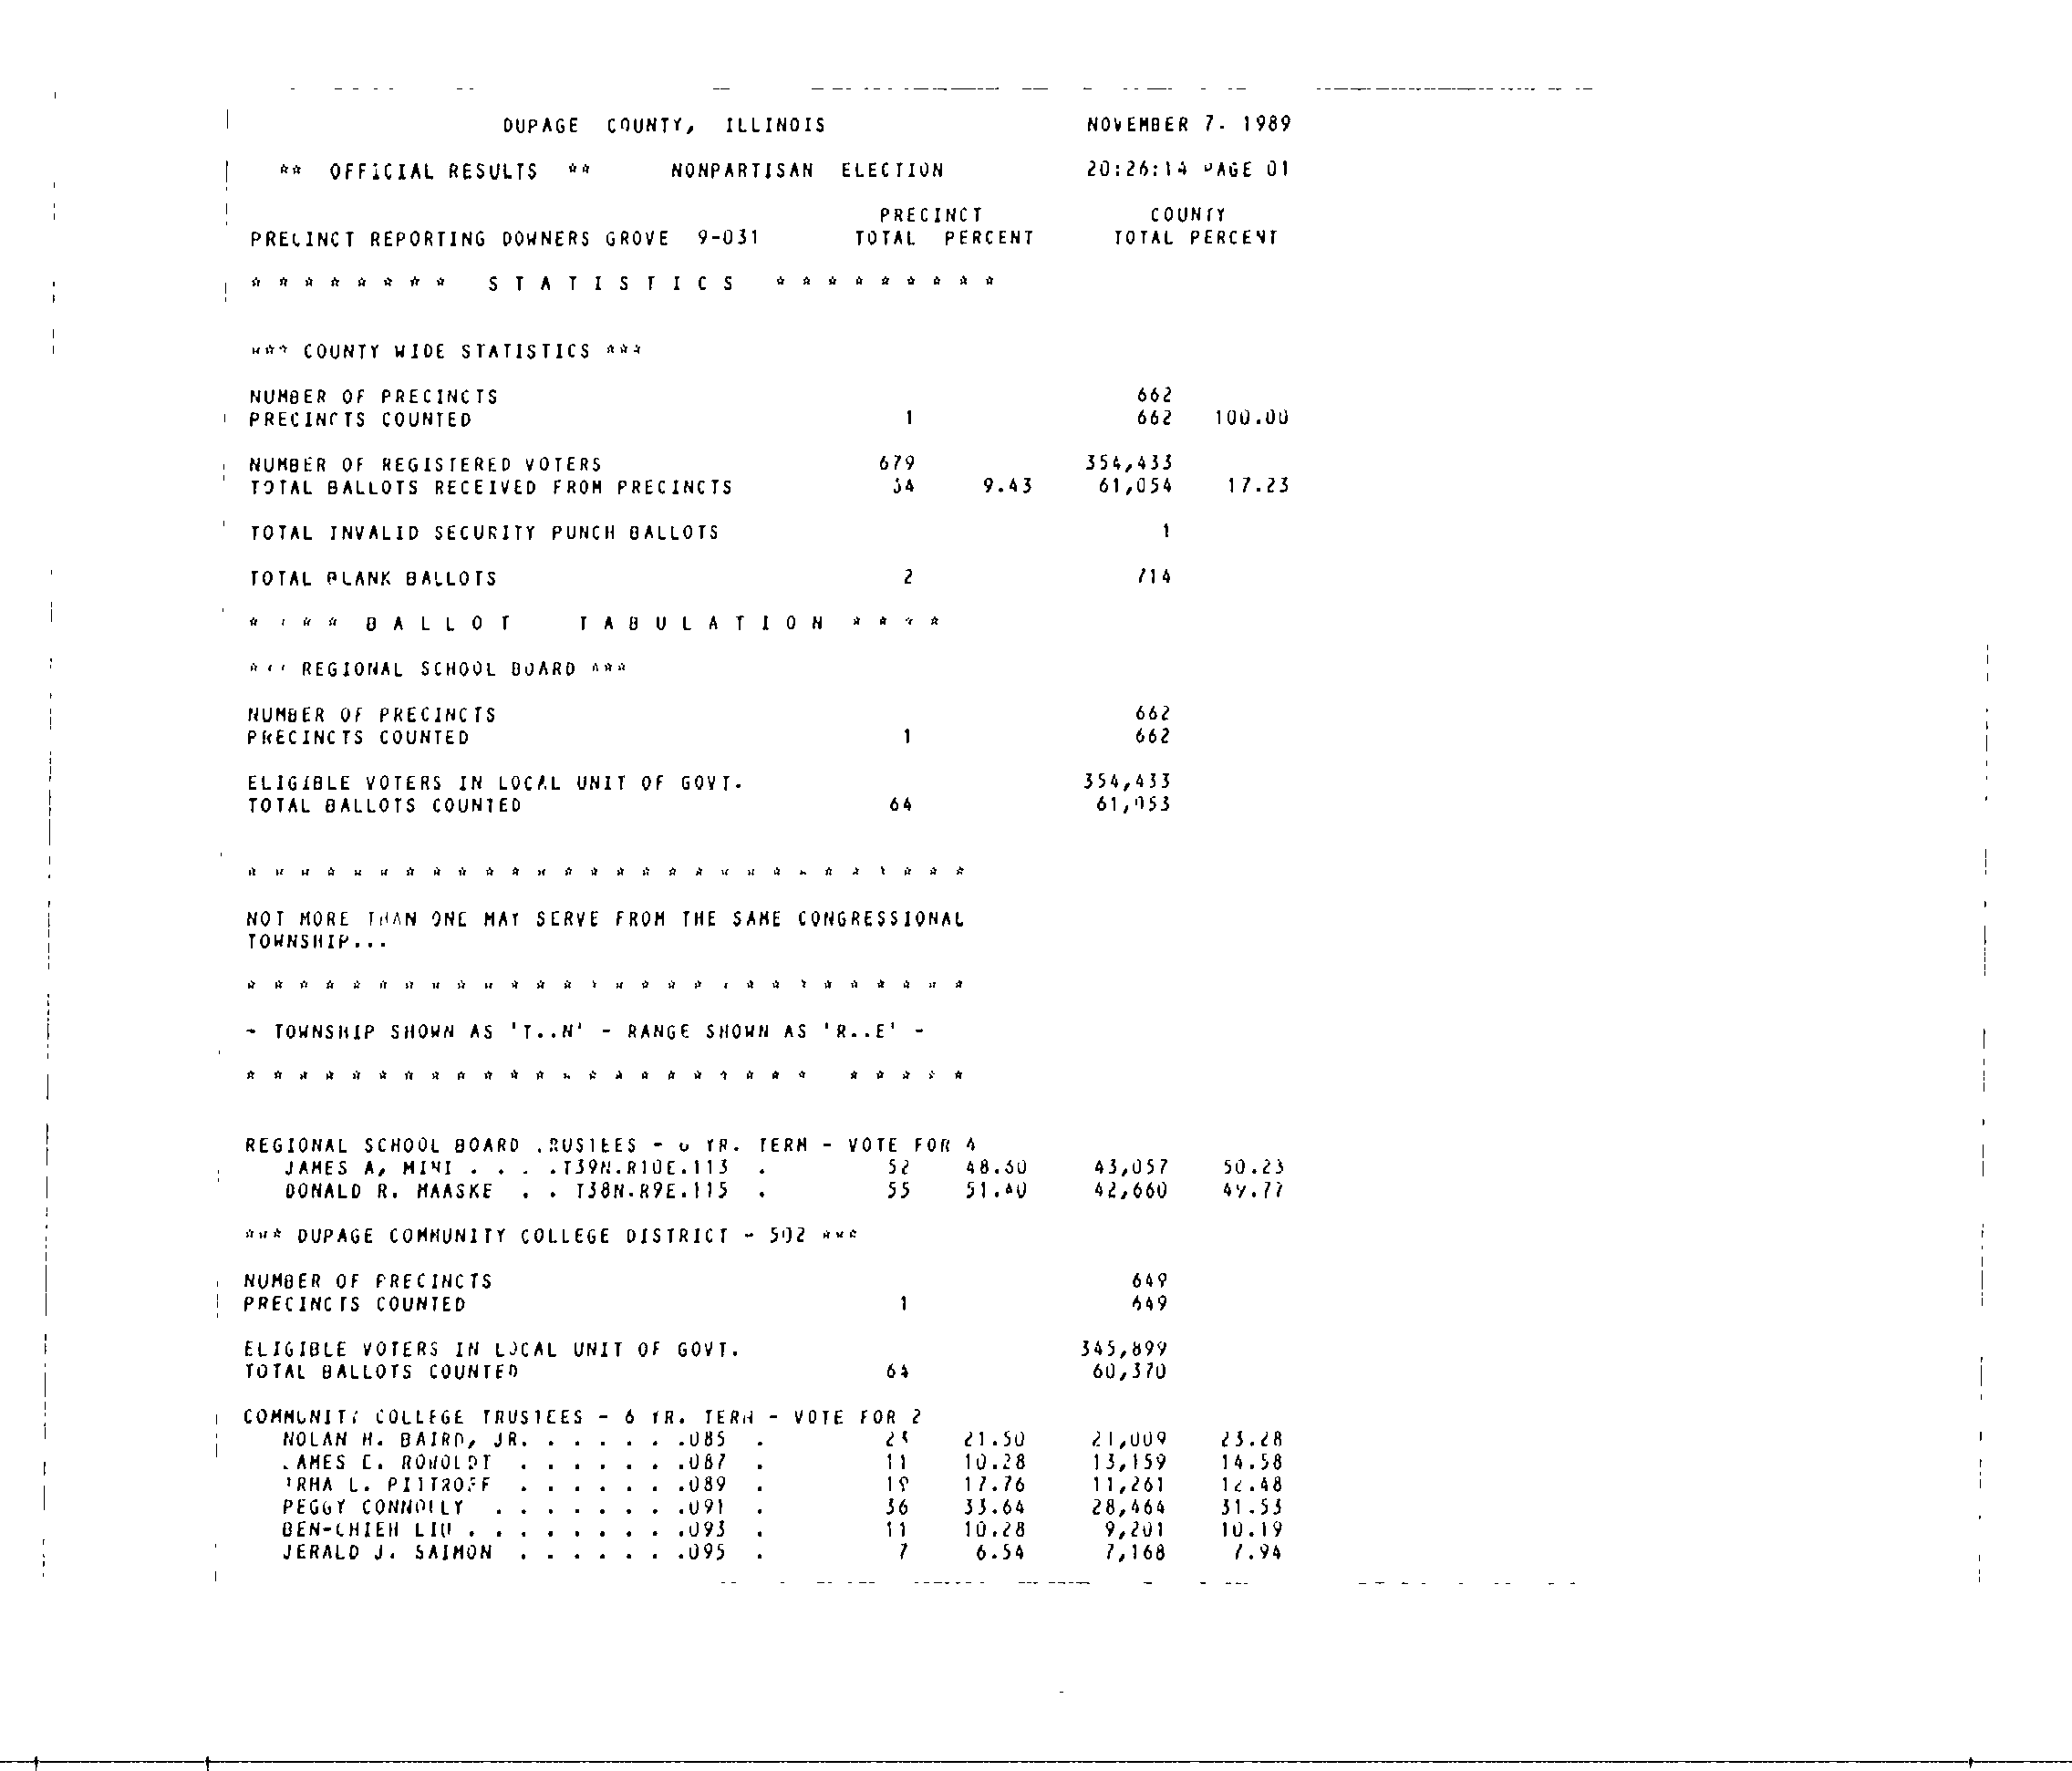 DUPAGE COUNTY, ILLINOIS NOVEMBER 7. 1989
** OFFICIAL RESULTS ** NONPARTISAN ELECTION 20:26:14 PAGE 01
PRECINCT COUNTY
PRECINCT REPORTING DOWNERS GROVE 9-031 TOTAL PERCENT TOTAL PERCENT
* * * * * * * * S T A T I S T I C S * * * * * * * * *
*** COUNTY WIDE STATISTICS ***
NUMBER OF PRECINCTS 662
PRECINCTS COUNTED 1 662 100.00
NUMBER OF REGISTERED VOTERS 679 354,433
TOTAL BALLOTS RECEIVED FROM PRECINCTS 64 9.43 61,054 17.23
TOTAL INVALID SECURITY PUNCH BALLOTS 1
TOTAL BLANK BALLOTS 2 714
* * * * B A L L O T T A B U L A T I O N * * * *
*** REGIONAL SCHOOL BOARD ***
NUMBER OF PRECINCTS 662
PRECINCTS COUNTED 1 662
ELIGIBLE VOTERS IN LOCAL UNIT OF GOVT. 354,433
TOTAL BALLOTS COUNTED 64 61,053
* * * * * * * * * * * * * * * * * * * * * * * * * * * *
NOT MORE THAN ONE MAY SERVE FROM THE SAME CONGRESSIONAL
TOWNSHIP...
* * * * * * * * * * * * * * * * * * * * * * * * * * * *
- TOWNSHIP SHOWN AS 'T..N' - RANGE SHOWN AS 'R..E' -
* * * * * * * * * * * * * * * * * * * * * * * * * * *
REGIONAL SCHOOL BOARD TRUSTEES - 6 YR. TERM - VOTE FOR
JAMES A. MINI . . . .T39N.R10E.113 . 52 48.60 43,057 50.23
DONALD R. MAASKE . . T38N.R9E.115 . 55 51.40 42,660 49.77
*** DUPAGE COMMUNITY COLLEGE DISTRICT - 502 ***
NUMBER OF PRECINCTS 649
PRECINCTS COUNTED 1 649
ELIGIBLE VOTERS IN LOCAL UNIT OF GOVT. 345,899
TOTAL BALLOTS COUNTED 64 60,370
COMMUNITY COLLEGE TRUSTEES - 6 YR. TERM - VOTE FOR 2
NOLAN H. BAIRD, JR. . . . . . .085 . 23 21.50 21,009 23.28
JAMES E. ROWOLDT . . . . . . .087 . 11 10.28 13,159 14.58
L. . . . . . . .089 . 19 17.76 11,261 12.48
PEGGY CONNOLLY . . . . . . . .091 . 36 33.64 28,464 31.53
BEN-CHIEH LIU . . . . . . . . .093 . 11 10.28 9,201 10.19
JERALD J. SAIMON . . . . . . .095 . 7 6.54 7,168 7.94